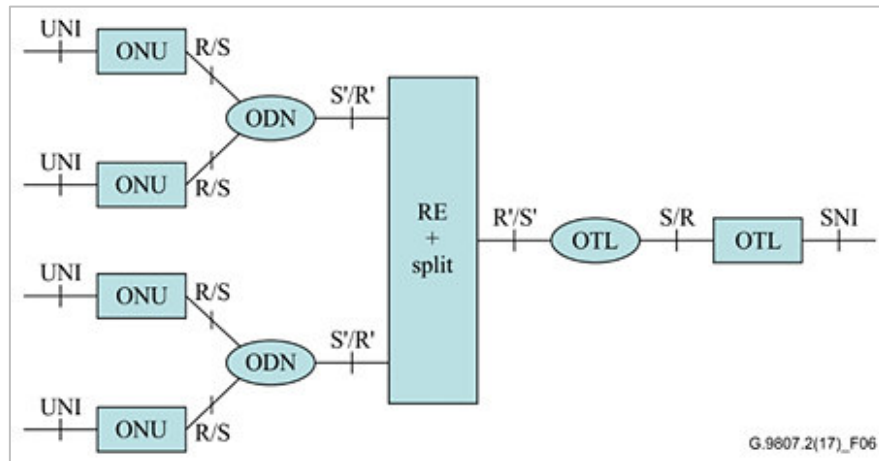 UNI
ONU
R/S
ODN
S'/R'
UNI
ONU
R/S
RE
+
split
R'/S'
OTL
S/R
OTL
SNI
UNI
ONU
R/S
ODN
S'/R'
UNI
ONU
R/S
G.9807.2(17)_F06